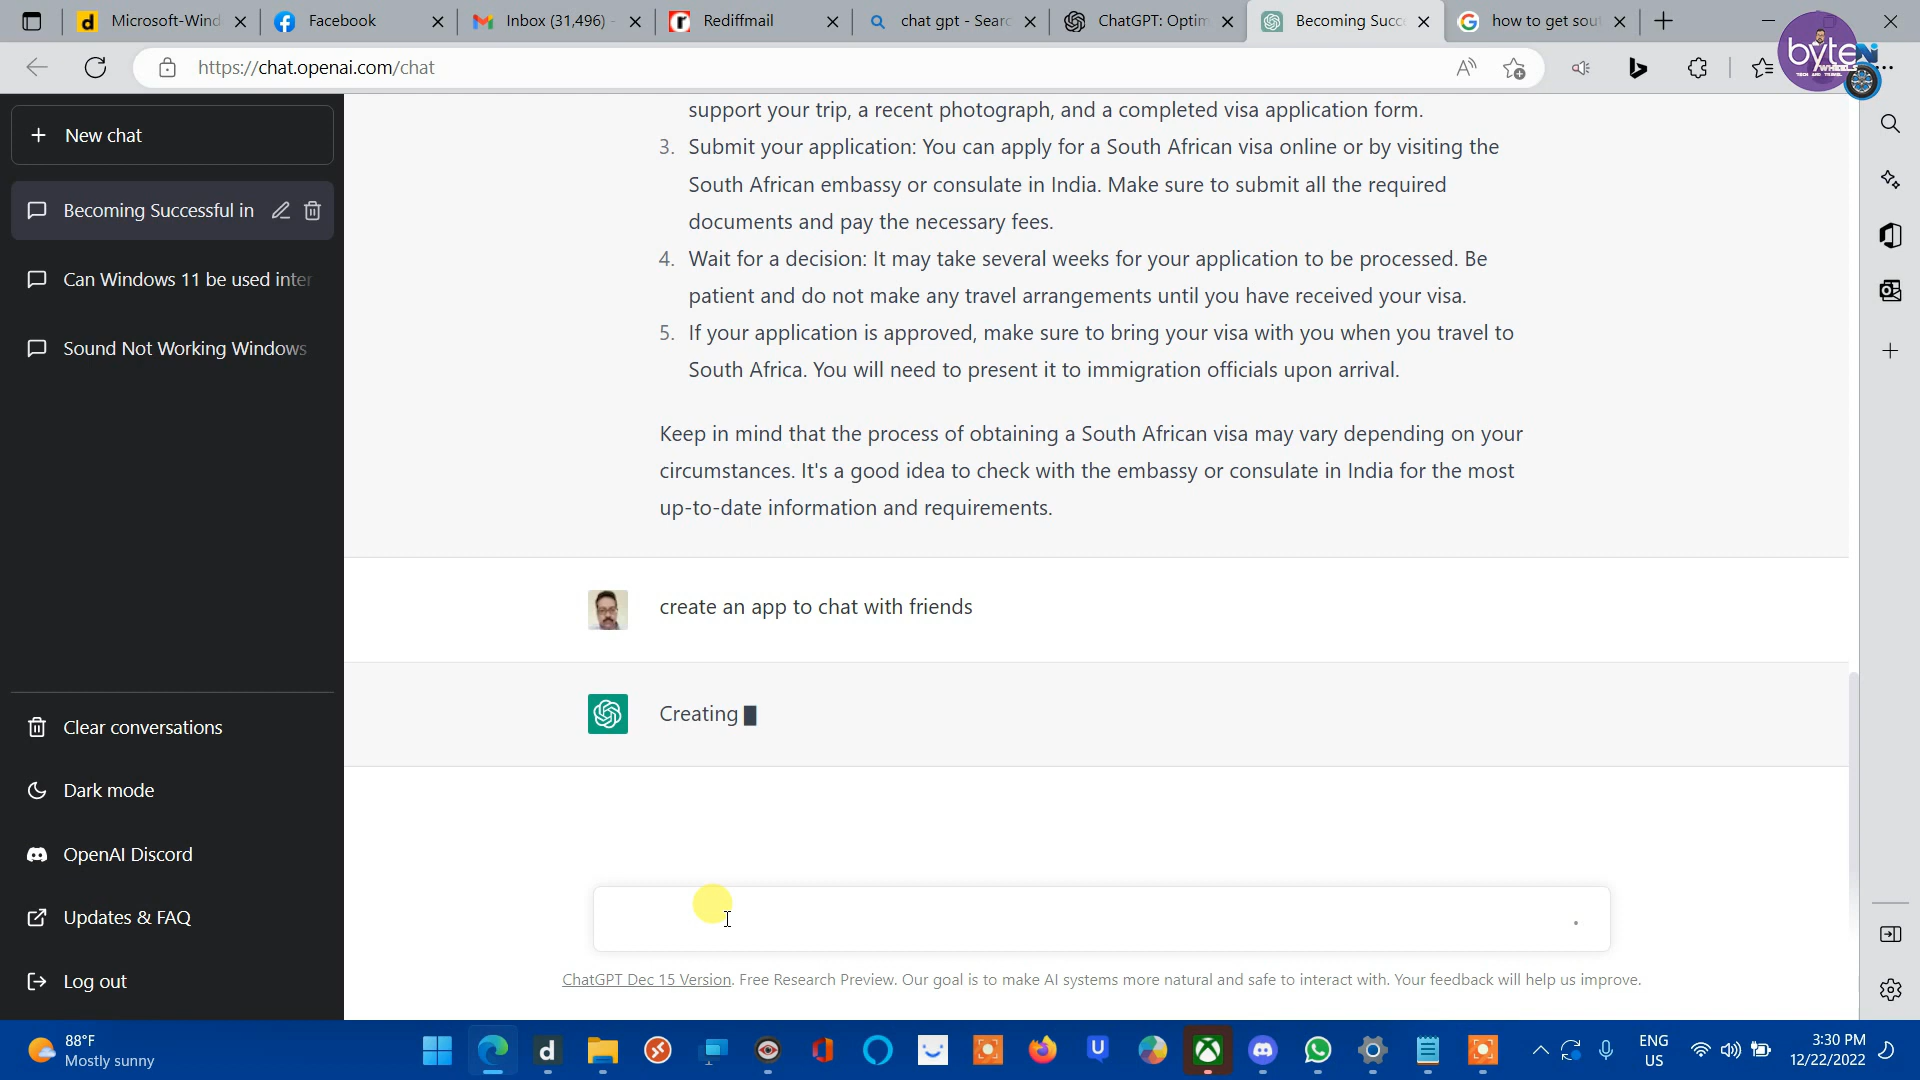 Microsoft-Wind
Facebook
Inbox (31,496) -
Rediffmail
chat gpt - Searc
ChatGPT: Optim
Becoming Succe
how to get sout
https://chat.openai.com/chat
byte
WHEELS
TECH AND TRAVEL
New chat
Becoming Successful in
Can Windows 11 be used inter
Sound Not Working Windows
Clear conversations
Dark mode
OpenAI Discord
Updates & FAQ
Log out
support your trip, a recent photograph, and a completed visa application form.
3. Submit your application: You can apply for a South African visa online or by visiting the
South African embassy or consulate in India. Make sure to submit all the required
documents and pay the necessary fees.
4. Wait for a decision: It may take several weeks for your application to be processed. Be
patient and do not make any travel arrangements until you have received your visa.
5. If your application is approved, make sure to bring your visa with you when you travel to
South Africa. You will need to present it to immigration officials upon arrival.
Keep in mind that the process of obtaining a South African visa may vary depending on your
circumstances. It's a good idea to check with the embassy or consulate in India for the most
up-to-date information and requirements.
create an app to chat with friends
Creating
ChatGPT Dec 15 Version. Free Research Preview. Our goal is to make AI systems more natural and safe to interact with. Your feedback will help us improve.
88°F
Mostly sunny
ENG
US
3:30 PM
12/22/2022